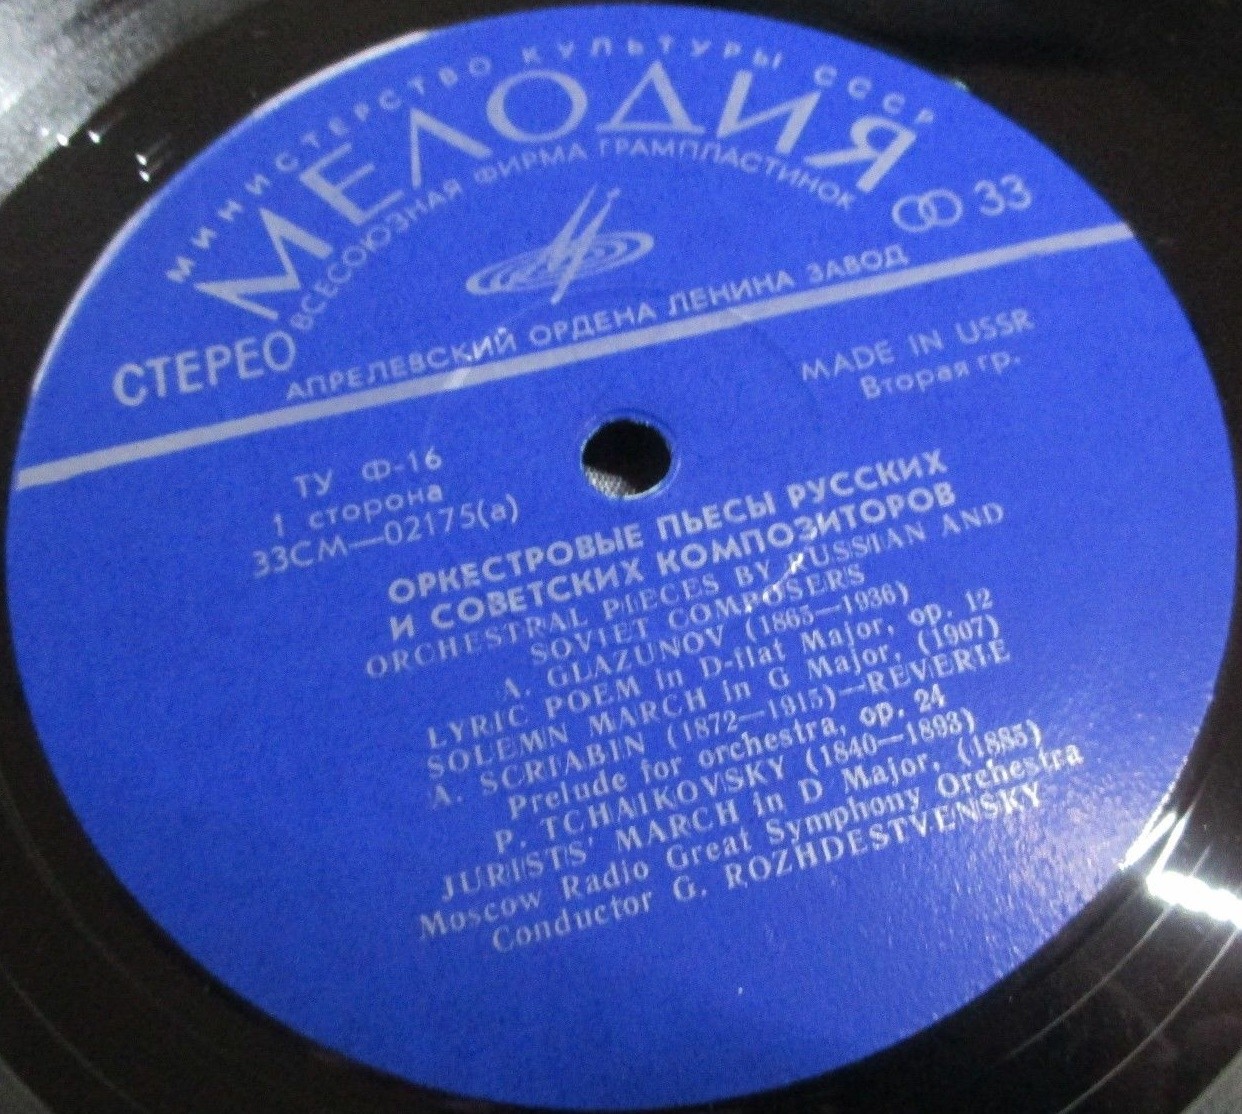 МИНИСТЕРСТВО КУЛЬТУРЫ СССР
МЕЛОДИЯ
ВСЕСОЮЗНАЯ ФИРМА ГРАМПЛАСТИНОК
СТЕРЕО
33
АПРЕЛЕВСКИЙ ОРДЕНА ЛЕНИНА ЗАВОД
MADE IN USSR
Вторая гр.
ТУ Ф-16
1 сторона
33СМ—02175(а)
ОРКЕСТРОВЫЕ ПЬЕСЫ РУССКИХ
И СОВЕТСКИХ КОМПОЗИТОРОВ
ORCHESTRAL PIECES BY RUSSIAN AND
SOVIET COMPOSERS
A. GLAZUNOV (1865—1936)
LYRIC POEM in D-flat Major, op. 12
SOLEMN MARCH in G Major, (1907)
A. SCRIABIN (1872—1915)—REVERIE
Prelude for orchestra, op. 24
P. TCHAIKOVSKY (1840—1893)
JURISTS' MARCH in D Major, (1885)
Moscow Radio Great Symphony Orchestra
Conductor G. ROZHDESTVENSKY